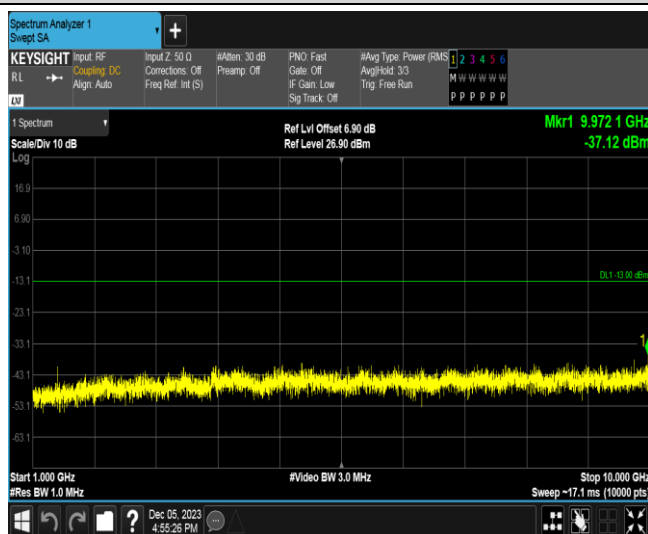 Spectrum Analyzer 1
Swept SA
+
KEYSIGHT
RL
LXI
Input: RF
Coupling: DC
Align: Auto
Input Z: 50 Ω
Corrections: Off
Freq Ref: Int (S)
#Atten: 30 dB
Preamp: Off
PNO: Fast
Gate: Off
IF Gain: Low
Sig Track: Off
#Avg Type: Power (RMS
Avg|Hold: 3/3
Trig: Free Run
1 2 3 4 5 6
M W W W W W
P P P P P P
1 Spectrum
Scale/Div 10 dB
Ref Lvl Offset 6.90 dB
Ref Level 26.90 dBm
Mkr1 9.972 1 GHz
-37.12 dBm
Log
16.9
6.90
-3.10
-13.1
DL1 -13.00 dBm
-23.1
-33.1
1
-43.1
-53.1
-63.1
Start 1.000 GHz
#Video BW 3.0 MHz
Stop 10.000 GHz
#Res BW 1.0 MHz
Sweep ~17.1 ms (10000 pts)
?
Dec 05, 2023
4:55:26 PM